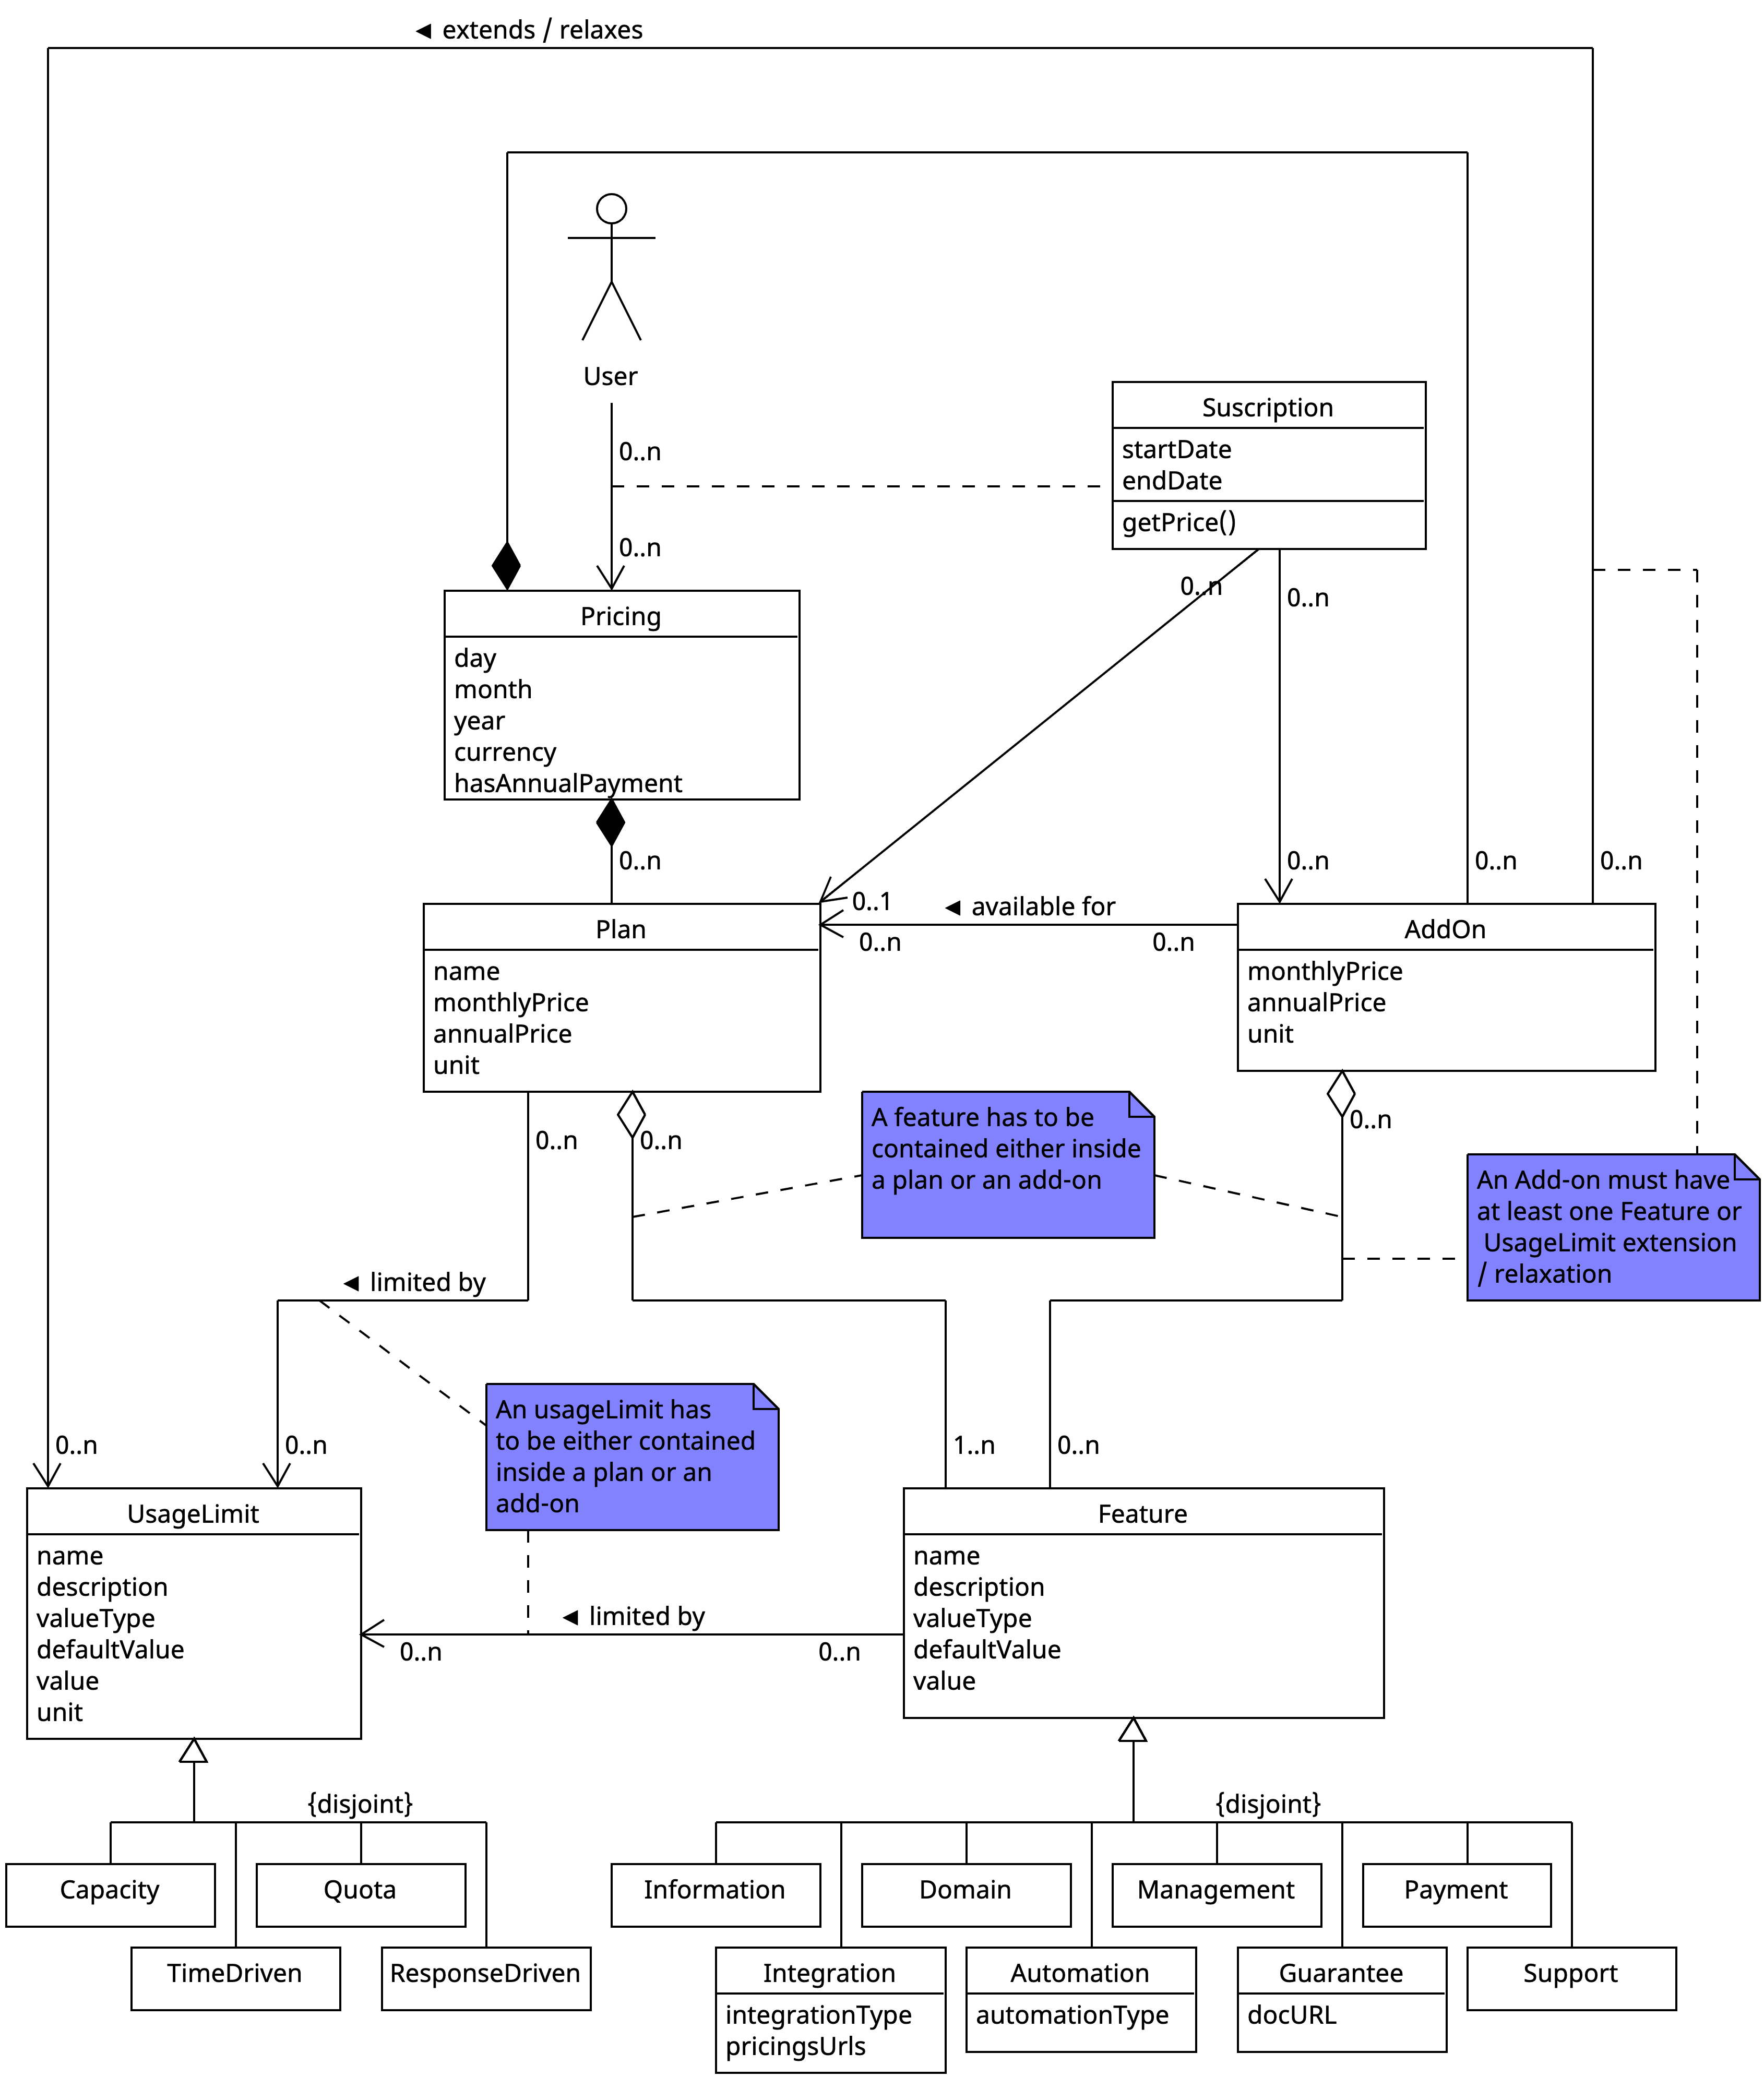 ◄ extends / relaxes
User
0..n
0..n
Suscription
startDate
endDate
getPrice()
0..n
0..n
Pricing
day
month
year
currency
hasAnnualPayment
0..n
0..n
0..n
0..n
0..1
◄ available for
0..n
0..n
Plan
name
monthlyPrice
annualPrice
unit
AddOn
monthlyPrice
annualPrice
unit
0..n
0..n
0..n
A feature has to be
contained either inside
a plan or an add-on
An Add-on must have
at least one Feature or
UsageLimit extension
/ relaxation
◄ limited by
An usageLimit has
to be either contained
inside a plan or an
add-on
0..n
0..n
1..n
0..n
UsageLimit
name
description
valueType
defaultValue
value
unit
◄ limited by
0..n
0..n
Feature
name
description
valueType
defaultValue
value
{disjoint}
{disjoint}
Capacity
Quota
Information
Domain
Management
Payment
TimeDriven
ResponseDriven
Integration
integrationType
pricingsUrls
Automation
automationType
Guarantee
docURL
Support